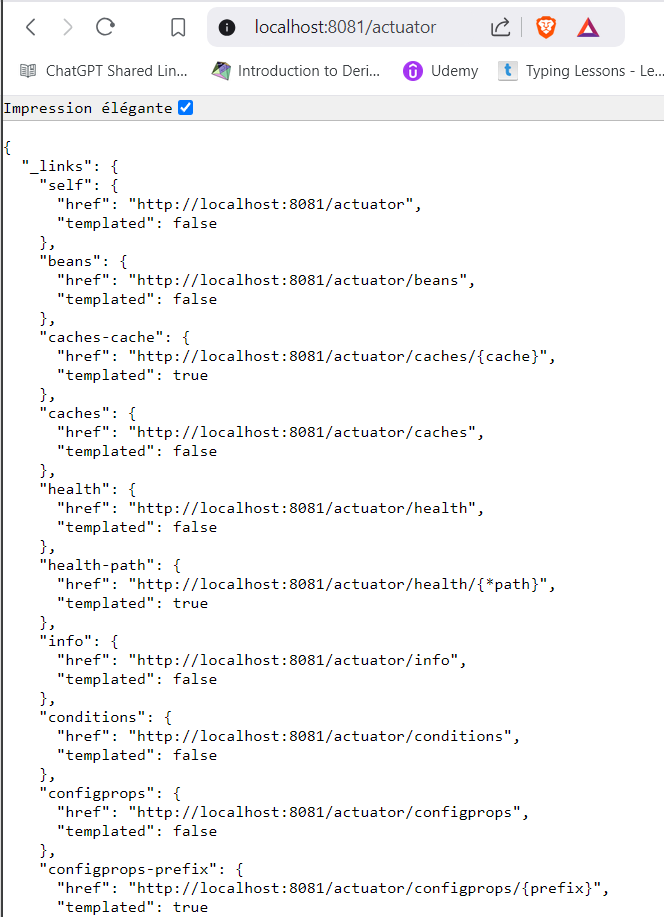 localhost:8081/actuator
ChatGPT Shared Lin... Introduction to Deri... Udemy Typing Lessons - Le...
Impression élégante
{
  "_links": {
    "self": {
      "href": "http://localhost:8081/actuator",
      "templated": false
    },
    "beans": {
      "href": "http://localhost:8081/actuator/beans",
      "templated": false
    },
    "caches-cache": {
      "href": "http://localhost:8081/actuator/caches/{cache}",
      "templated": true
    },
    "caches": {
      "href": "http://localhost:8081/actuator/caches",
      "templated": false
    },
    "health": {
      "href": "http://localhost:8081/actuator/health",
      "templated": false
    },
    "health-path": {
      "href": "http://localhost:8081/actuator/health/{*path}",
      "templated": true
    },
    "info": {
      "href": "http://localhost:8081/actuator/info",
      "templated": false
    },
    "conditions": {
      "href": "http://localhost:8081/actuator/conditions",
      "templated": false
    },
    "configprops": {
      "href": "http://localhost:8081/actuator/configprops",
      "templated": false
    },
    "configprops-prefix": {
      "href": "http://localhost:8081/actuator/configprops/{prefix}",
      "templated": true